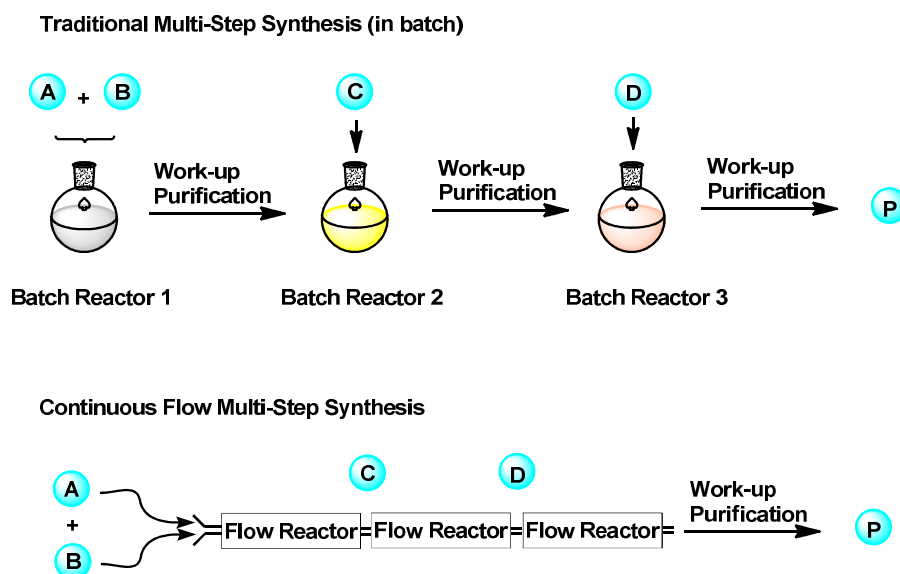 Traditional Multi-Step Synthesis (in batch)
A + B
C
D
Work-up
Purification
Work-up
Purification
Work-up
Purification
P
Batch Reactor 1
Batch Reactor 2
Batch Reactor 3
Continuous Flow Multi-Step Synthesis
A
+
B
C
D
Flow Reactor
Flow Reactor
Flow Reactor
Work-up
Purification
P